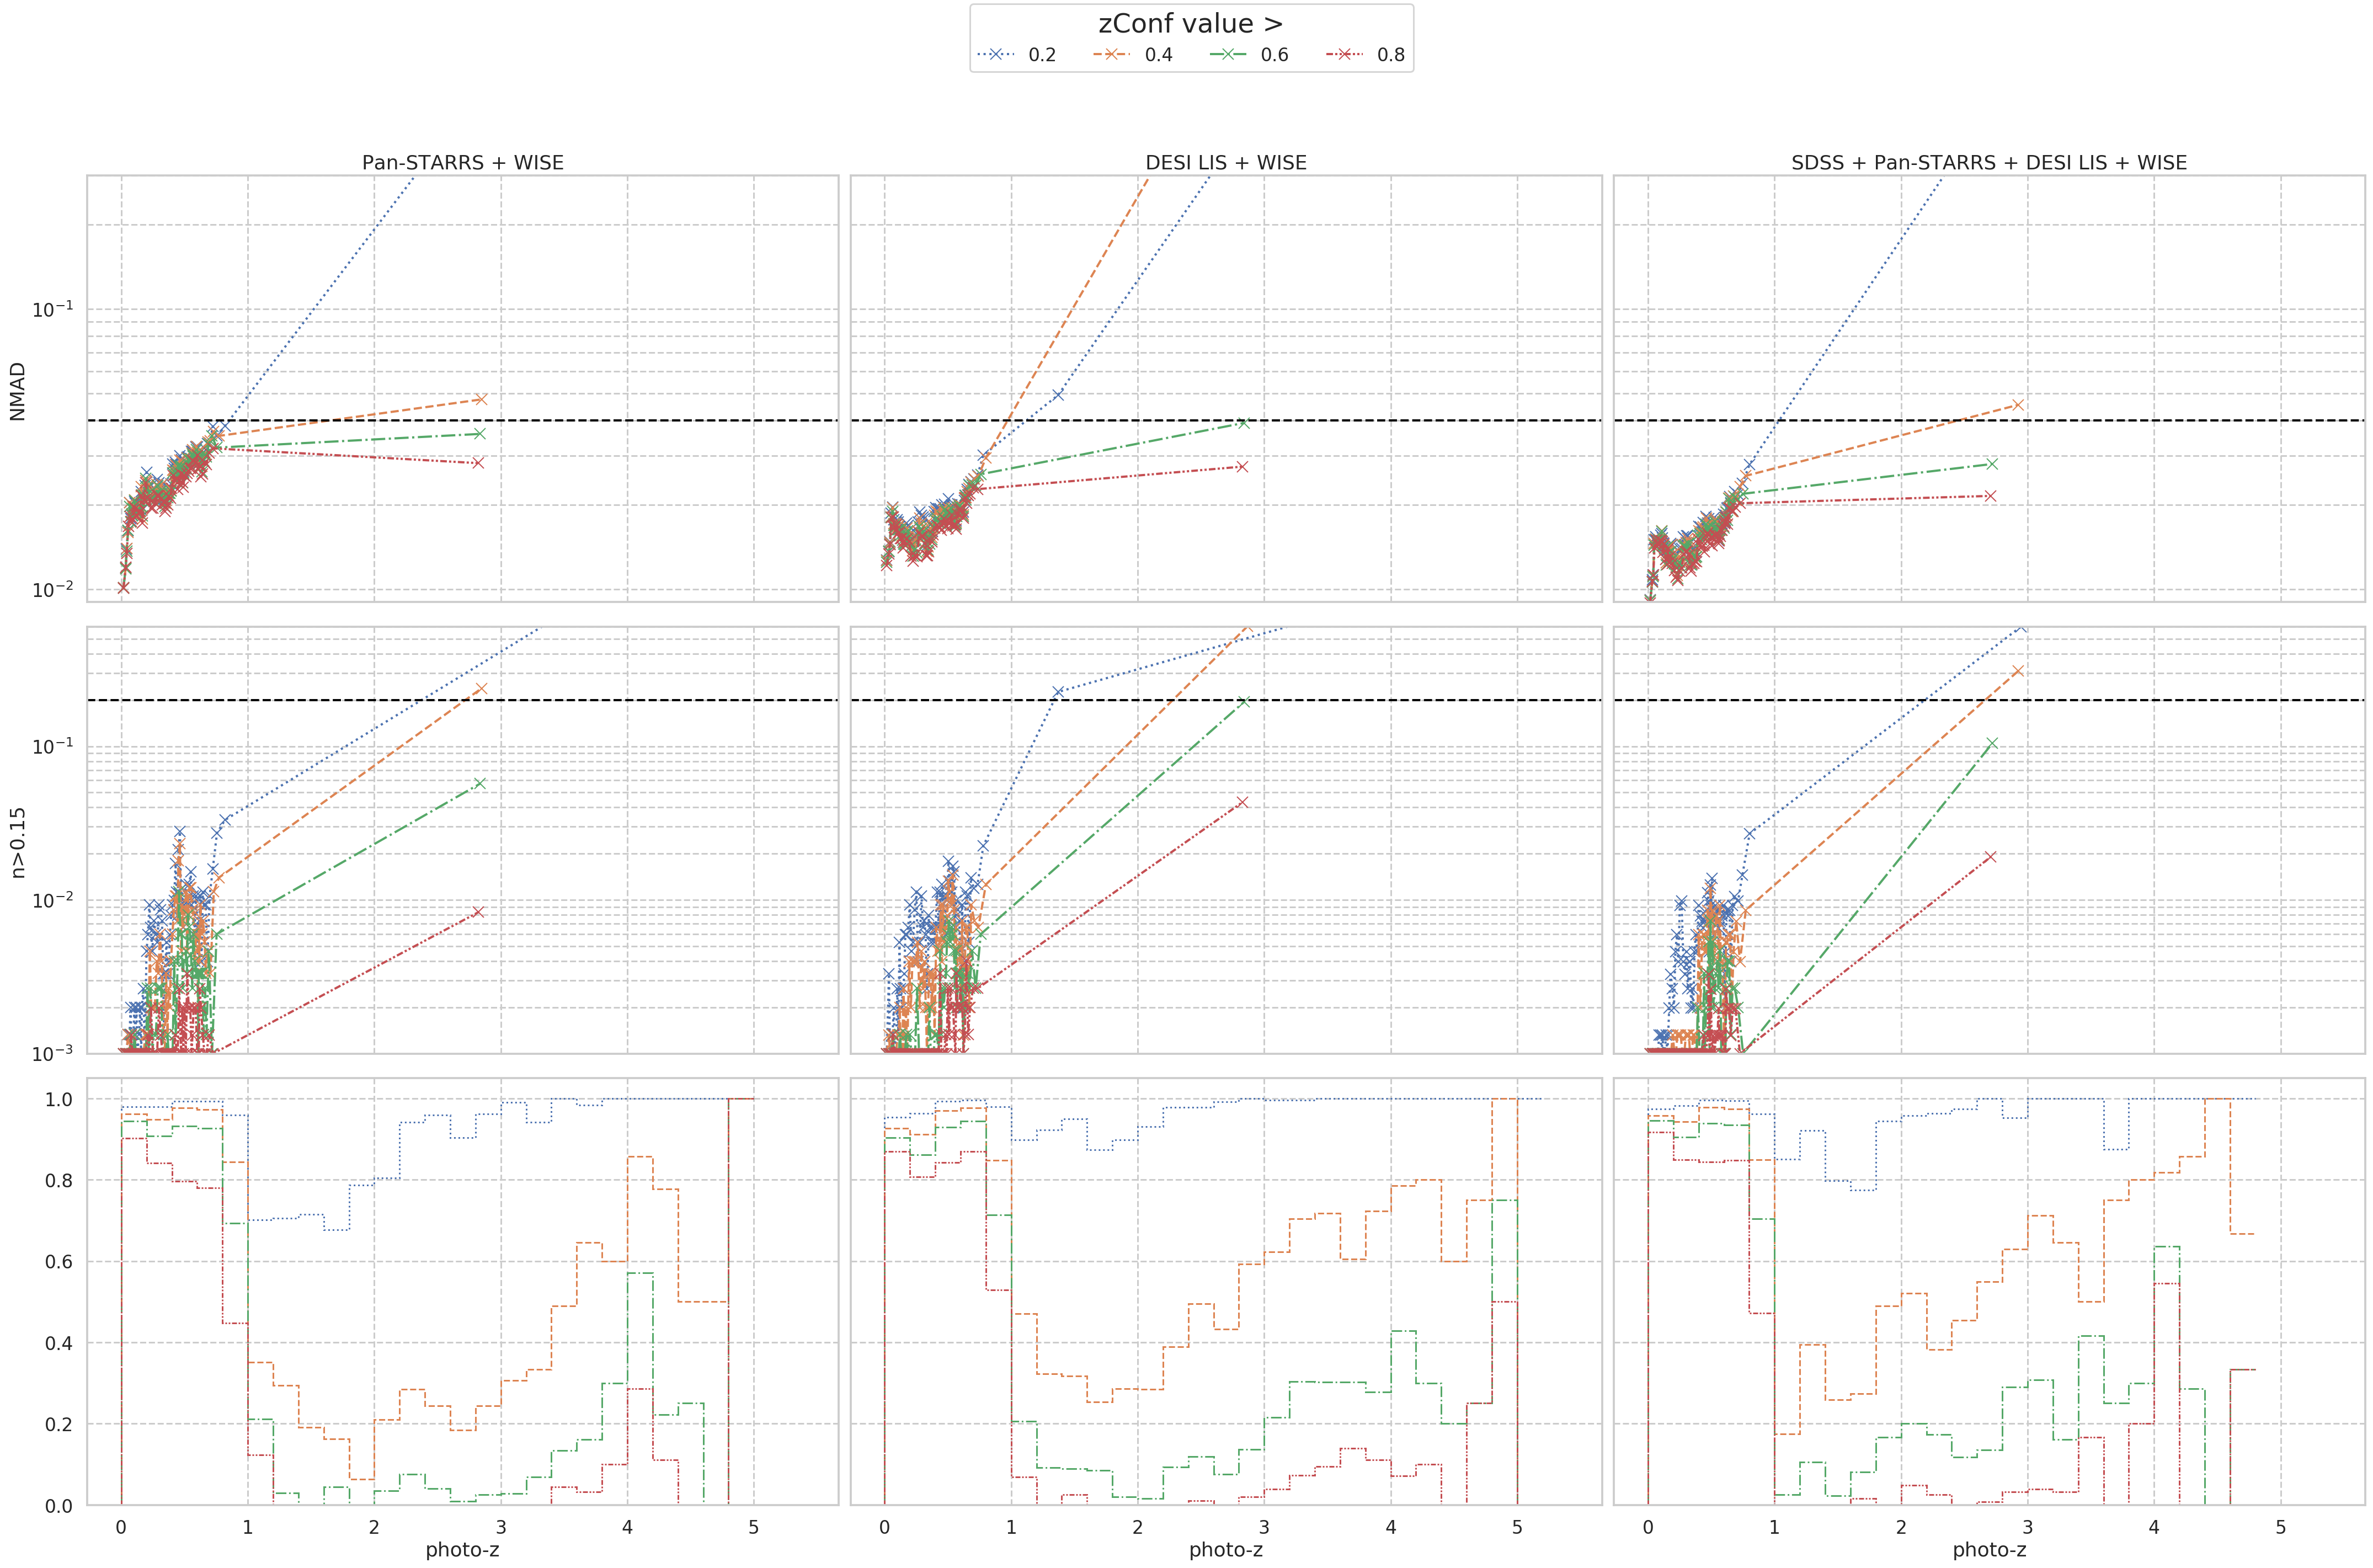 zConf value >
0.2 0.4 0.6 0.8
Pan-STARRS + WISE
DESI LIS + WISE
SDSS + Pan-STARRS + DESI LIS + WISE
NMAD
10⁻¹
10⁻²
n>0.15
10⁻¹
10⁻²
10⁻³
1.0
0.8
0.6
0.4
0.2
0.0
0 1 2 3 4 5
0 1 2 3 4 5
0 1 2 3 4 5
photo-z
photo-z
photo-z